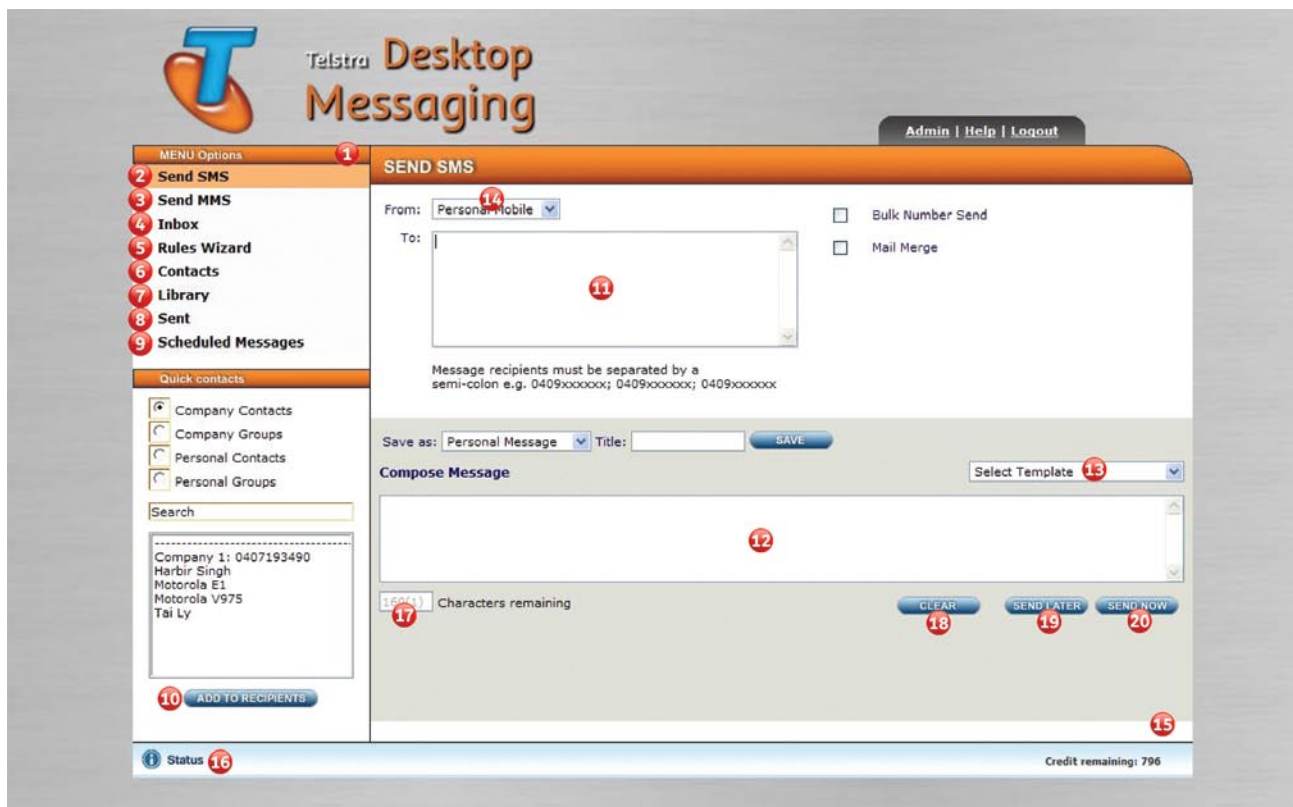 Telstra Desktop
Messaging
Admin | Help | Logout
MENU Options 1
2 Send SMS
3 Send MMS
4 Inbox
5 Rules Wizard
6 Contacts
7 Library
8 Sent
9 Scheduled Messages
Quick contacts
Company Contacts
Company Groups
Personal Contacts
Personal Groups
Search
Company 1: 0407193490
Harbir Singh
Motorola E1
Motorola V975
Tai Ly
10 ADD TO RECIPIENTS
SEND SMS
14
From: Personal Mobile
Bulk Number Send
To:
Mail Merge
11
Message recipients must be separated by a
semi-colon e.g. 0409xxxxxx; 0409xxxxxx; 0409xxxxxx
Save as: Personal Message Title: SAVE
Compose Message
Select Template 13
12
160(1) Characters remaining
17
CLEAR SEND LATER SEND NOW
18 19 20
15
Status 16
Credit remaining: 796